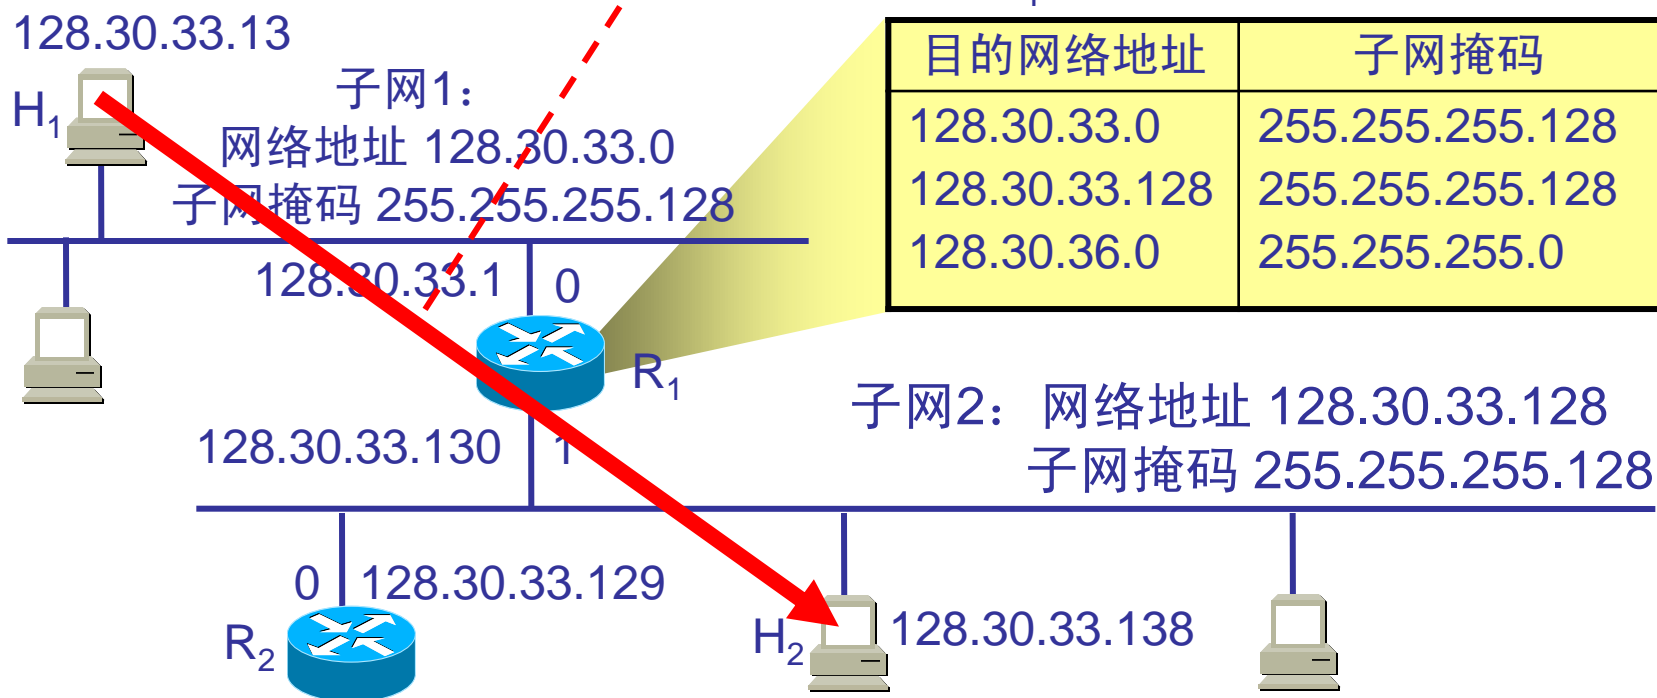 128.30.33.13
H1
子网1：
网络地址 128.30.33.0
子网掩码 255.255.255.128
目的网络地址 子网掩码
128.30.33.0 255.255.255.128
128.30.33.128 255.255.255.128
128.30.36.0 255.255.255.0
128.30.33.1 0
R1
128.30.33.130 1
子网2： 网络地址 128.30.33.128
子网掩码 255.255.255.128
0 128.30.33.129
R2
H2 128.30.33.138